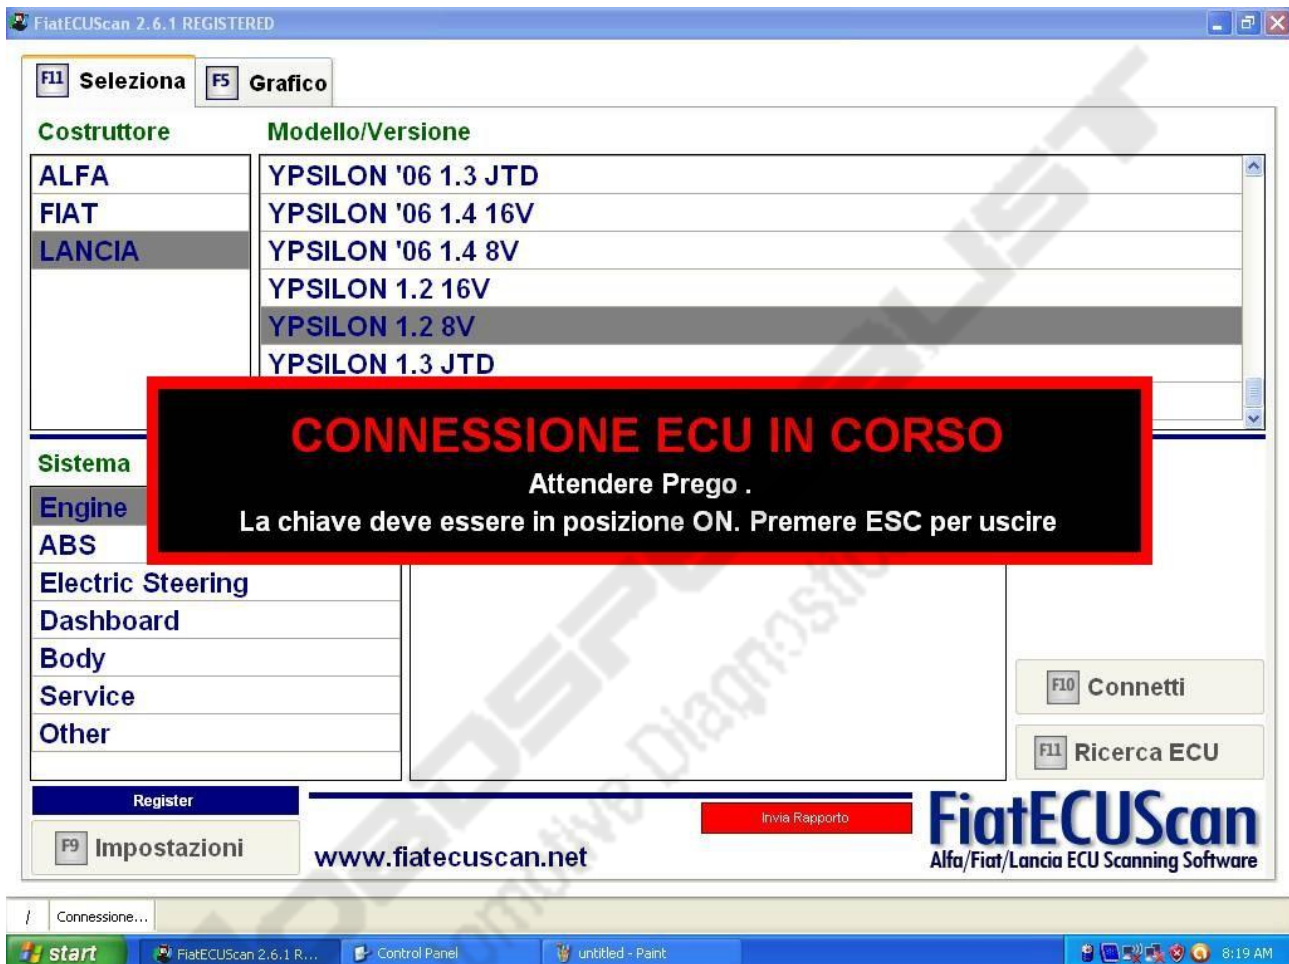 FiatECUScan 2.6.1 REGISTERED
F11 Seleziona F5 Grafico
Costruttore Modello/Versione
ALFA
FIAT
LANCIA
YPSILON '06 1.3 JTD
YPSILON '06 1.4 16V
YPSILON '06 1.4 8V
YPSILON 1.2 16V
YPSILON 1.2 8V
YPSILON 1.3 JTD
CONNESSIONE ECU IN CORSO
Attendere Prego .
La chiave deve essere in posizione ON. Premere ESC per uscire
Sistema
Engine
ABS
Electric Steering
Dashboard
Body
Service
Other
F10 Connetti
F11 Ricerca ECU
Register
F9 Impostazioni
www.fiatecuscan.net
Invia Rapporto
FiatECUScan
Alfa/Fiat/Lancia ECU Scanning Software
/ Connessione...
start FiatECUScan 2.6.1 R... Control Panel untitled - Paint 8:19 AM